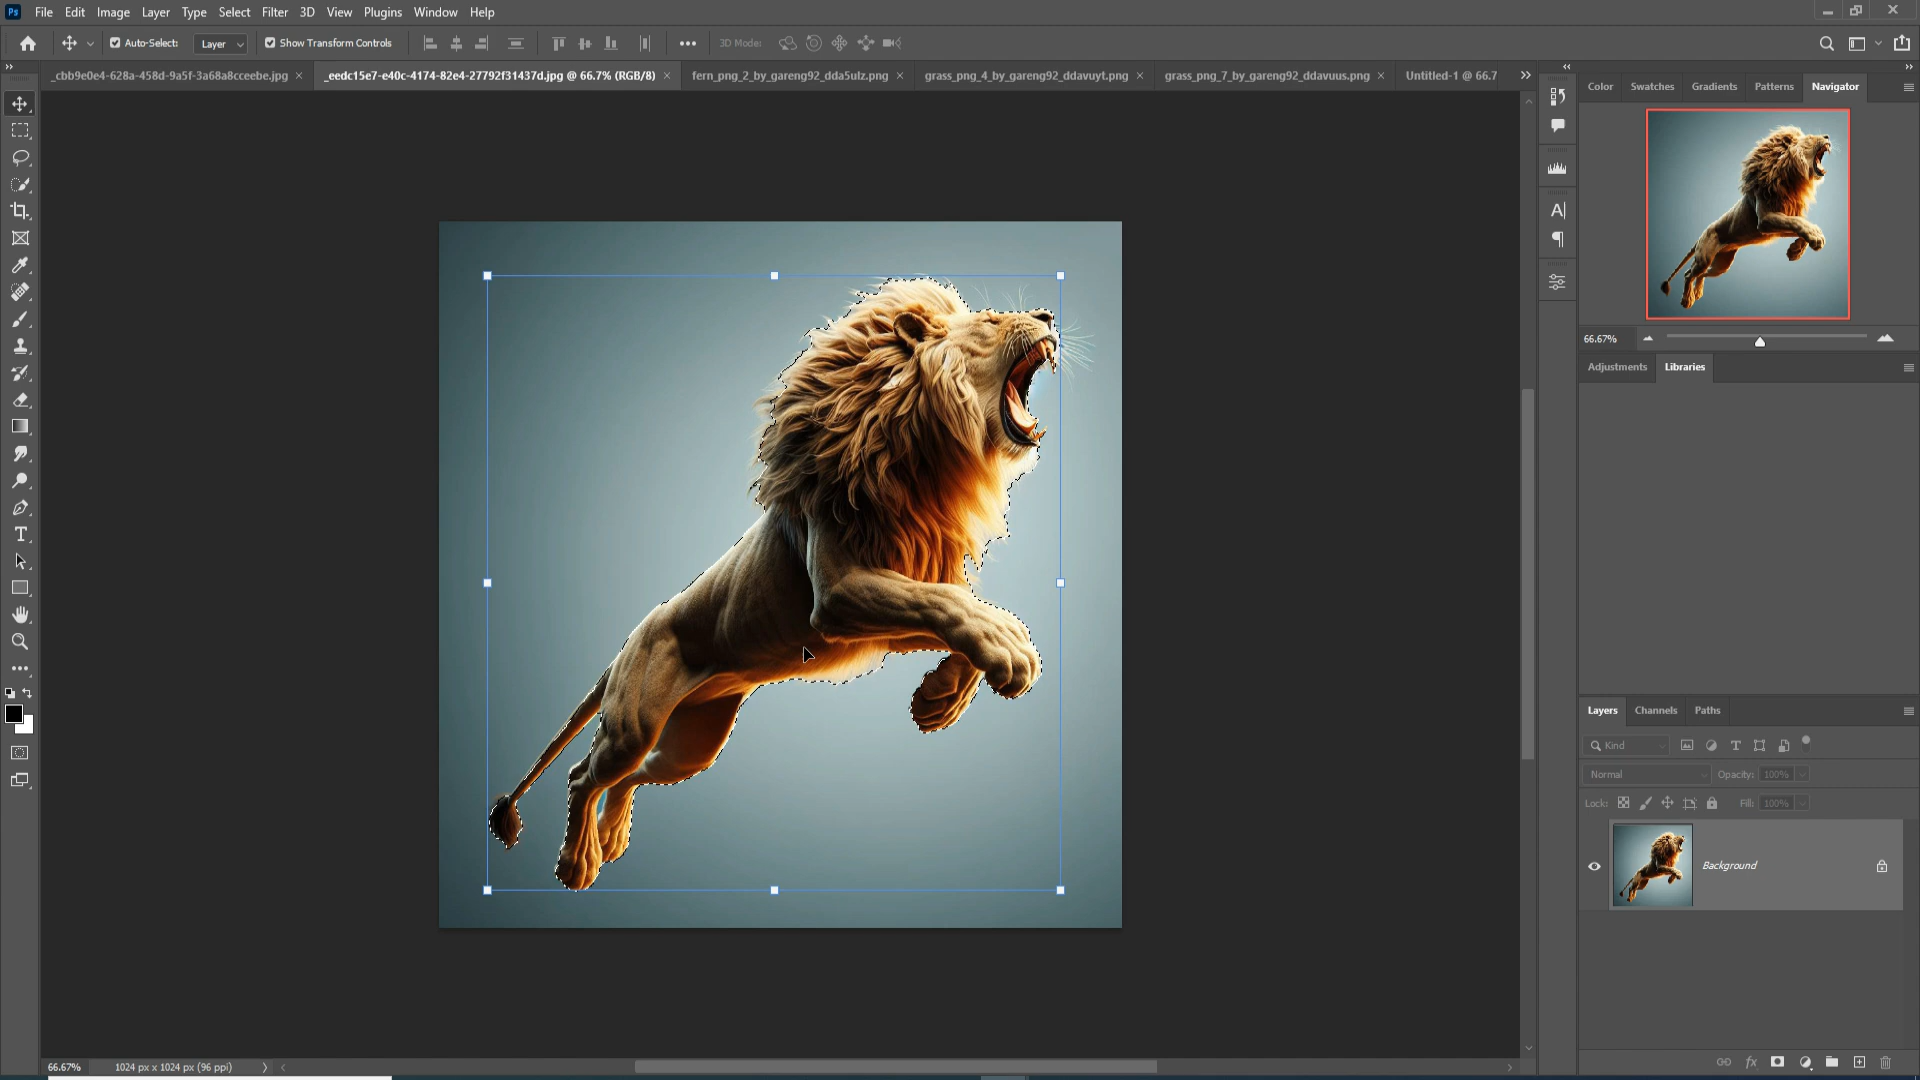 Ps File Edit Image Layer Type Select Filter 3D View Plugins Window Help
Auto-Select: Layer Show Transform Controls 3D Mode:
_cbb9e0e4-628a-458d-9a5f-3a68a8cceebe.jpg _eedc15e7-e40c-4174-82e4-27792f31437d.jpg @ 66.7% (RGB/8) fern_png_2_by_gareng92_dda5ulz.png grass_png_4_by_gareng92_ddavuyt.png grass_png_7_by_gareng92_ddavuus.png Untitled-1 @ 66.7
Color Swatches Gradients Patterns Navigator
66.67%
Adjustments Libraries
Layers Channels Paths
Kind
Normal Opacity: 100%
Lock: Fill: 100%
Background
66.67% 1024 px x 1024 px (96 ppi)